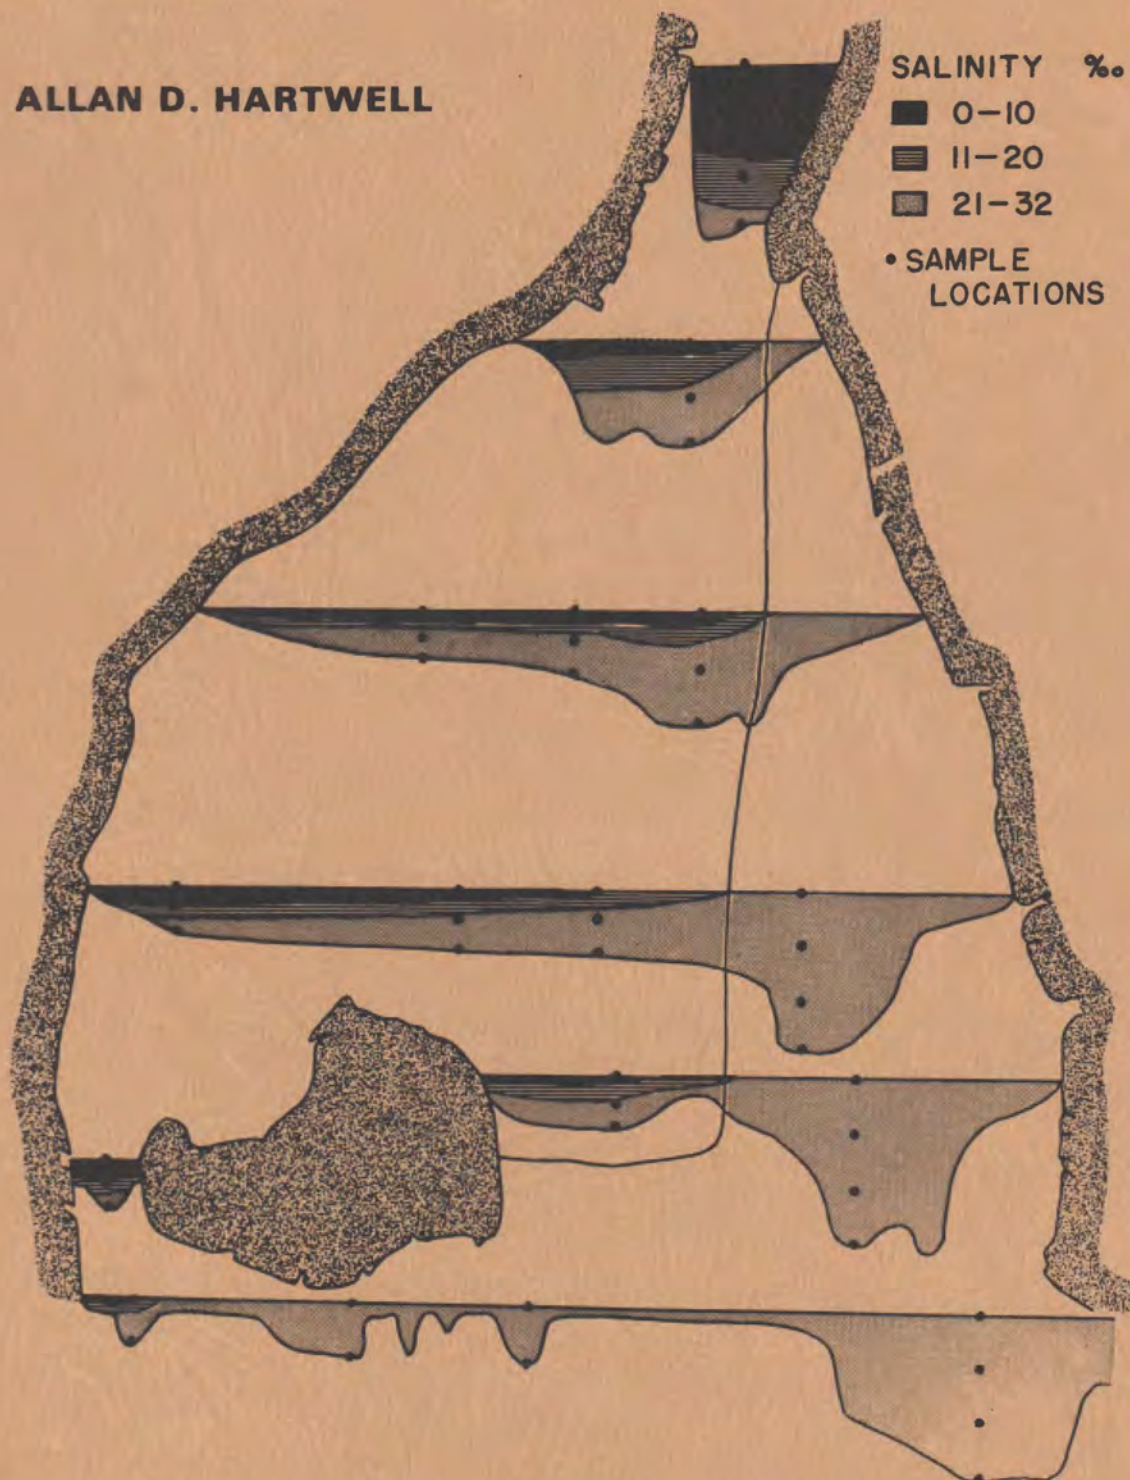 ALLAN D. HARTWELL
SALINITY ‰
0-10
11-20
21-32
• SAMPLE
LOCATIONS